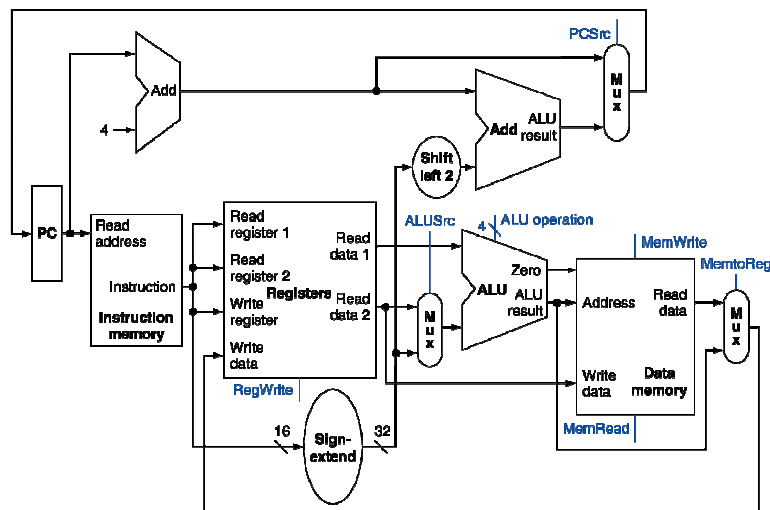 PCSrc
Add
4
M
u
x
Add
ALU
result
Shift
left 2
PC
Read
address
Instruction
Instruction
memory
Read
register 1
Read
register 2
Write
register
Write
data
Registers
Read
data 1
Read
data 2
RegWrite
ALUSrc
M
u
x
4
ALU operation
ALU
Zero
ALU
result
MemWrite
Address
Read
data
Write
data
Data
memory
MemRead
MemtoReg
M
u
x
16
Sign-
extend
32